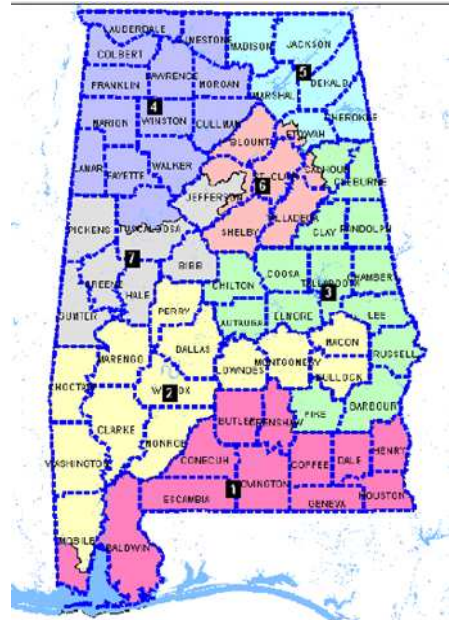 LAUDERDALE
LIMESTONE
MADISON
JACKSON
COLBERT
FRANKLIN
LAWRENCE
MORGAN
MARSHAL
5
DEKALB
4
MARION
WINSTON
CULLMAN
CHEROKEE
ETOWAH
BLOUNT
LAMAR
FAYETTE
WALKER
CALHOUN
CLEBURNE
ST. CLAIR
6
JEFFERSON
TALLADEGA
PICKENS
TUSCALOOSA
SHELBY
CLAY
RANDOLPH
7
BIBB
GREENE
HALE
CHILTON
COOSA
TALLAPOOSA
CHAMBERS
3
SUMTER
PERRY
AUTAUGA
ELMORE
LEE
MACON
MARENGO
DALLAS
LOWNDES
MONTGOMERY
RUSSELL
BULLOCK
CHOCTAW
2
WILCOX
CLARKE
BUTLER
CRENSHAW
PIKE
BARBOUR
MONROE
CONECUH
COFFEE
DALE
HENRY
WASHINGTON
1
COVINGTON
ESCAMBIA
GENEVA
HOUSTON
MOBILE
BALDWIN